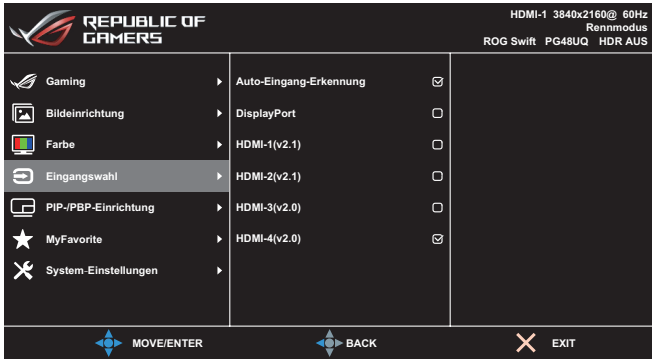 REPUBLIC OF
GAMERS
HDMI-1 3840x2160@ 60Hz
Rennmodus
ROG Swift PG48UQ HDR AUS
Gaming
Bildeinrichtung
Farbe
Eingangswahl
PIP-/PBP-Einrichtung
MyFavorite
System-Einstellungen
Auto-Eingang-Erkennung
DisplayPort
HDMI-1(v2.1)
HDMI-2(v2.1)
HDMI-3(v2.0)
HDMI-4(v2.0)
MOVE/ENTER
BACK
EXIT